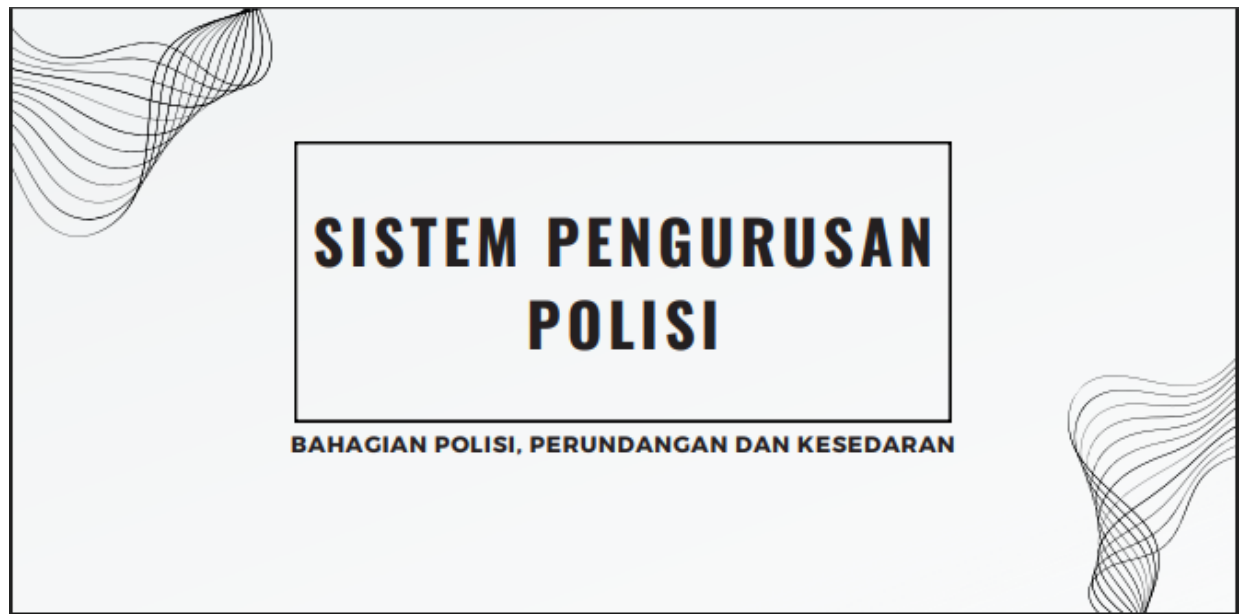 SISTEM PENGURUSAN
POLISI
BAHAGIAN POLISI, PERUNDANGAN DAN KESEDARAN